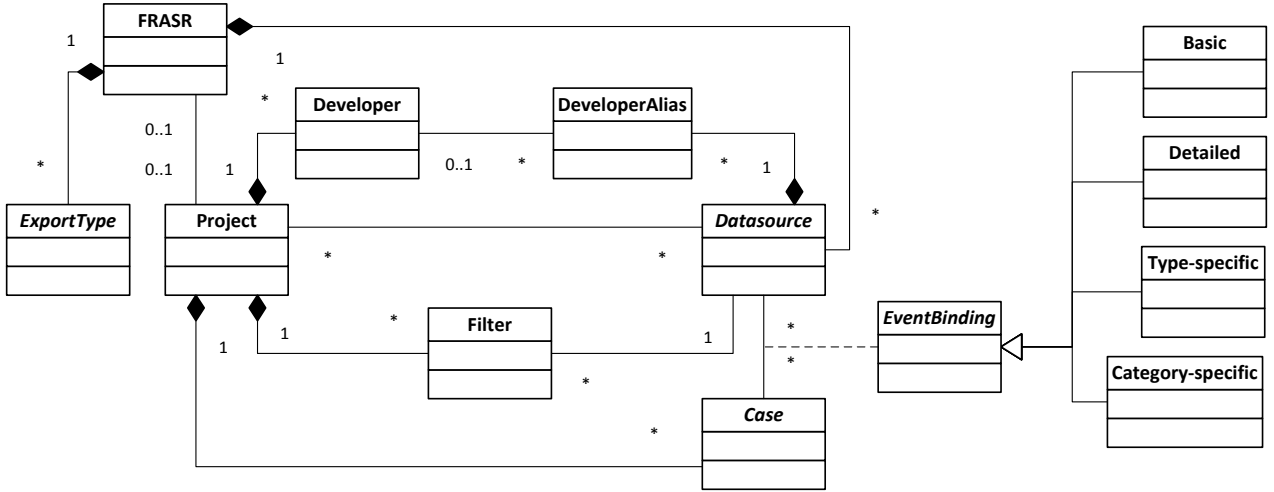 FRASR
Basic
1
1
Developer
DeveloperAlias
*
0..1
Detailed
*
0..1
1
0..1
*
*
1
ExportType
Project
Datasource
*
*
*
Type-specific
*
Filter
EventBinding
1
1
1
*
*
Category-specific
*
Case
*